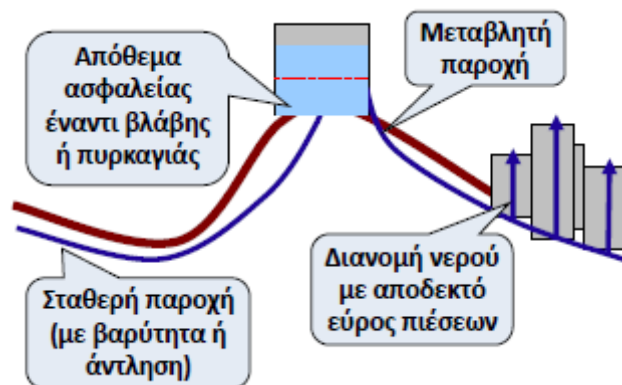 Απόθεμα
ασφαλείας
έναντι βλάβης
ή πυρκαγιάς
Μεταβλητή
παροχή
Σταθερή παροχή
(με βαρύτητα ή
άντληση)
Διανομή νερού
με αποδεκτό
εύρος πιέσεων